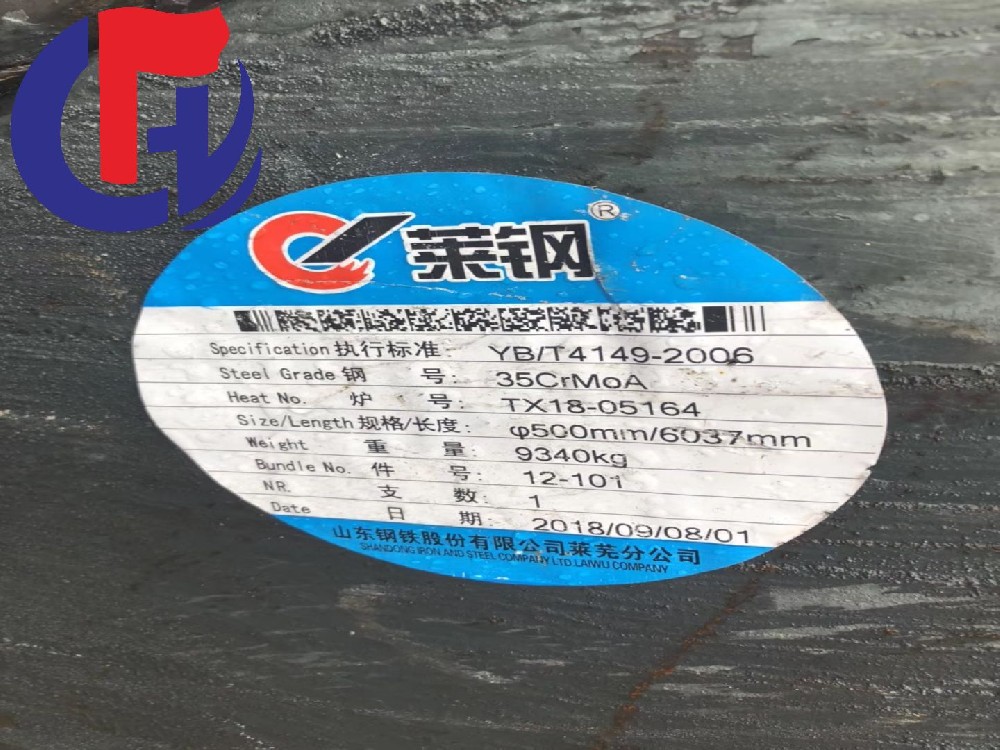 莱钢®
Specification 执行标准: YB/T4149-2006
Steel Grade 钢 号: 35CrMoA
Heat No. 炉 号: TX18-05164
Size/Length 规格/长度: φ500mm/6037mm
Weight 重 量: 9340kg
Bundle No. 件 号: 12-101
NR. 支 数: 1
Date 日 期: 2018/09/08/01
山东钢铁股份有限公司莱芜分公司
SHANDONG IRON AND STEEL COMPANY LTD.LAIWU COMPANY